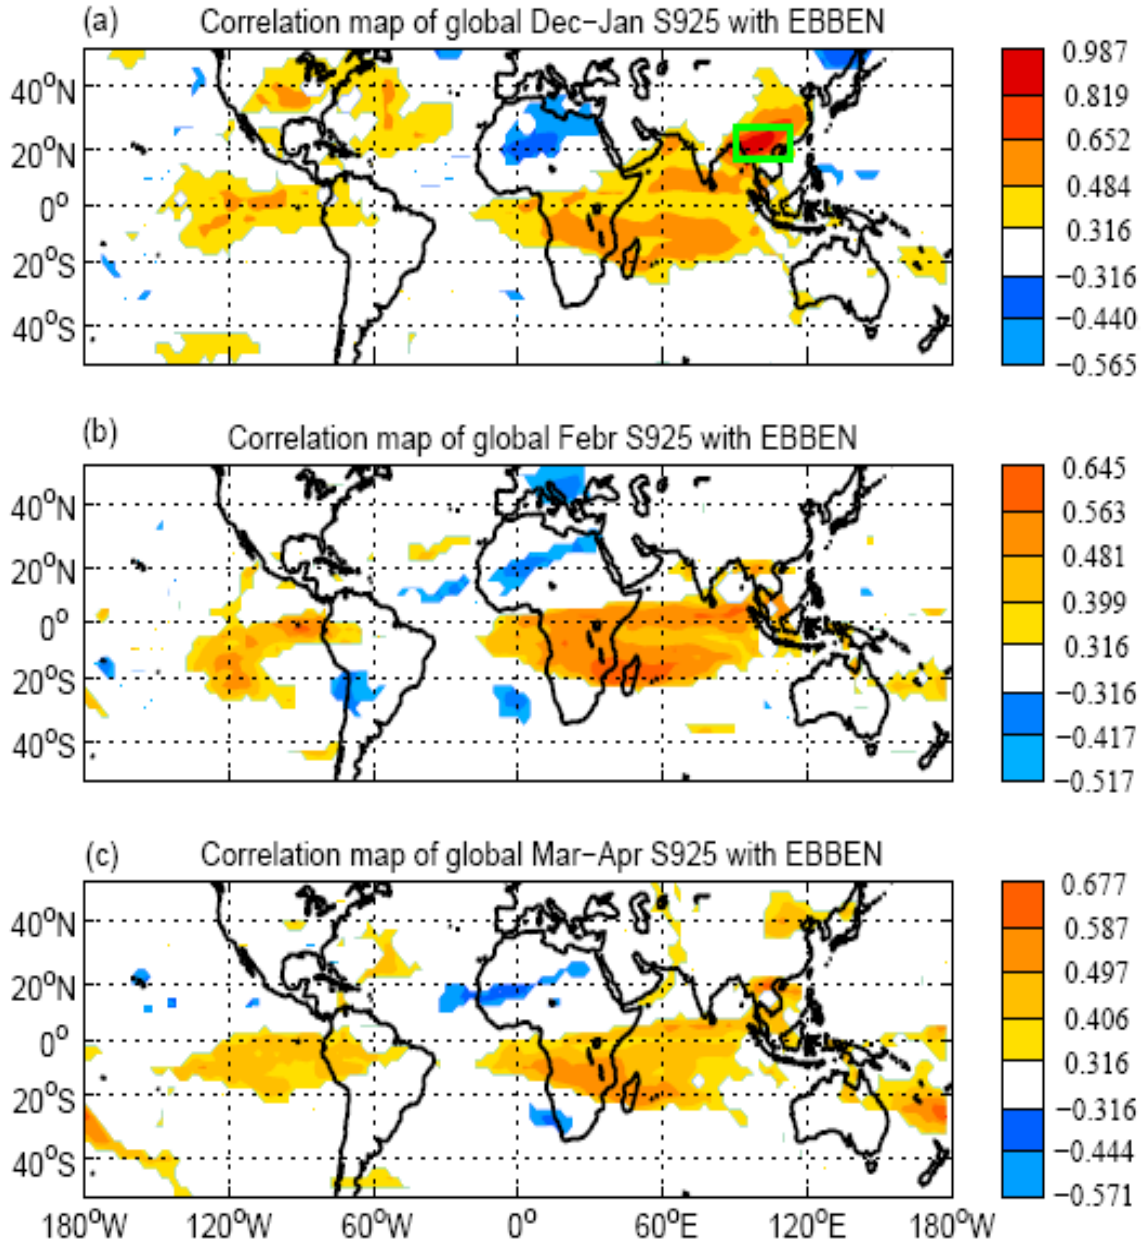 (a) Correlation map of global Dec-Jan S925 with EBBEN
40°N
20°N
0°
20°S
40°S
0.987
0.819
0.652
0.484
0.316
-0.316
-0.440
-0.565
(b) Correlation map of global Febr S925 with EBBEN
40°N
20°N
0°
20°S
40°S
0.645
0.563
0.481
0.399
0.316
-0.316
-0.417
-0.517
(c) Correlation map of global Mar-Apr S925 with EBBEN
40°N
20°N
0°
20°S
40°S
0.677
0.587
0.497
0.406
0.316
-0.316
-0.444
-0.571
180°W 120°W 60°W 0° 60°E 120°E 180°W